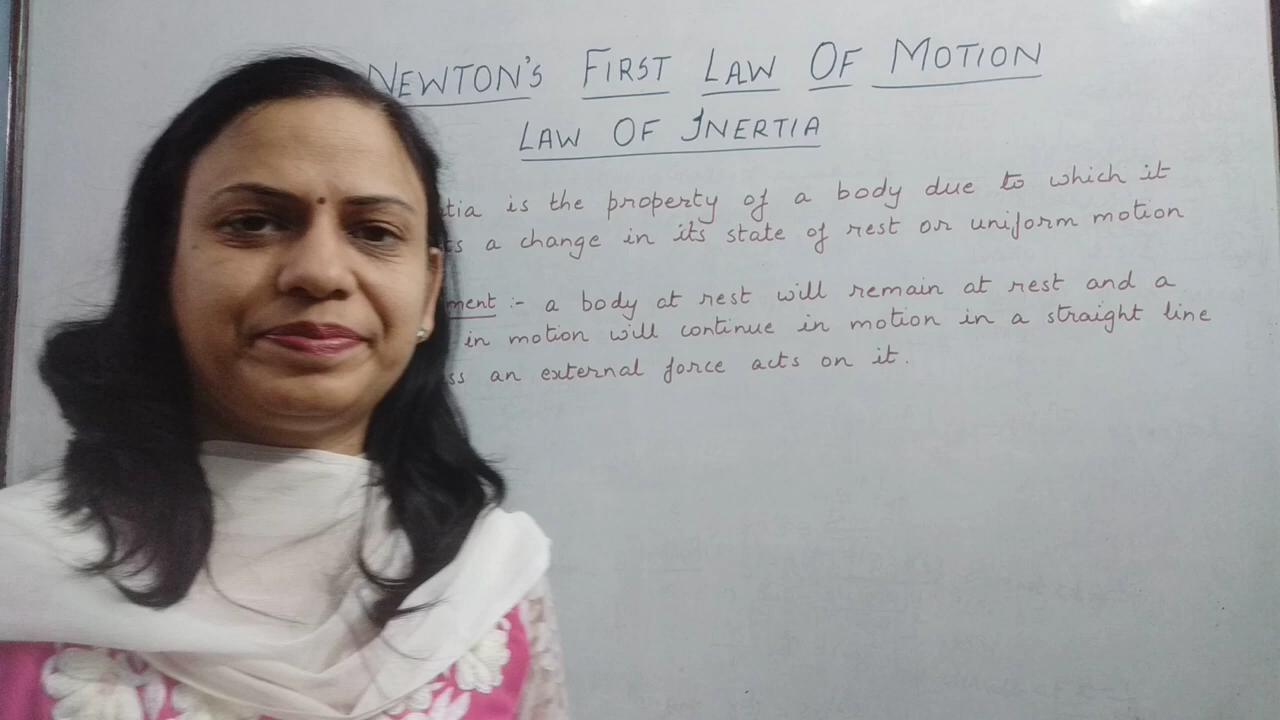 NEWTON'S FIRST LAW OF MOTION
LAW OF INERTIA
tia is the property of a body due to which it
ts a change in its state of rest or uniform motion
ment :- a body at rest will remain at rest and a
in motion will continue in motion in a straight line
ss an external force acts on it.